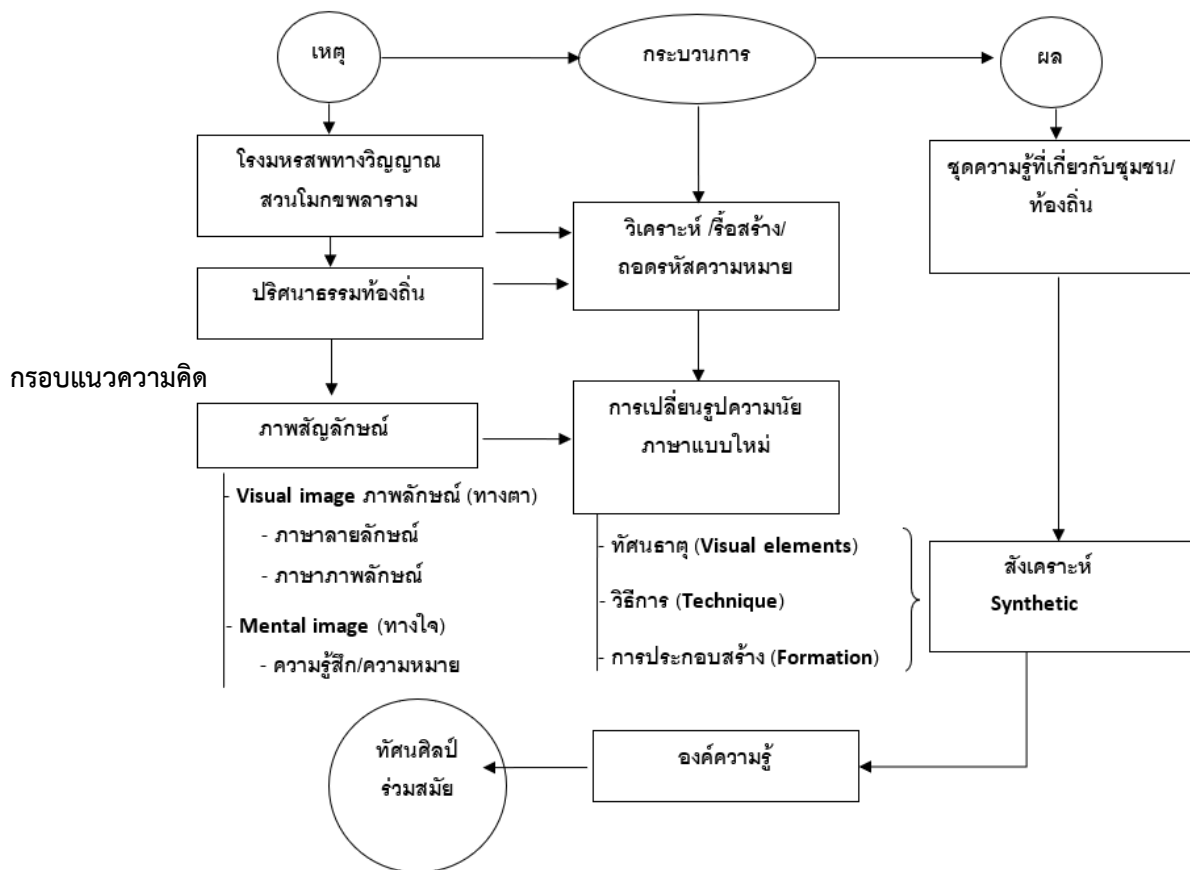 เหตุ
กระบวนการ
ผล
โรงมหรสพทางวิญญาณ
สวนโมกขพลาราม
ชุดความรู้ที่เกี่ยวกับชุมชน/
ท้องถิ่น
วิเคราะห์ /รื้อสร้าง/
ถอดรหัสความหมาย
ปริศนาธรรมท้องถิ่น
กรอบแนวความคิด
ภาพสัญลักษณ์
การเปลี่ยนรูปความนัย
ภาษาแบบใหม่
- Visual image ภาพลักษณ์ (ทางตา)
- ภาษาลายลักษณ์
- ภาษาภาพลักษณ์
- Mental image (ทางใจ)
- ความรู้สึก/ความหมาย
- ทัศนธาตุ (Visual elements)
- วิธีการ (Technique)
- การประกอบสร้าง (Formation)
สังเคราะห์
Synthetic
องค์ความรู้
ทัศนศิลป์
ร่วมสมัย